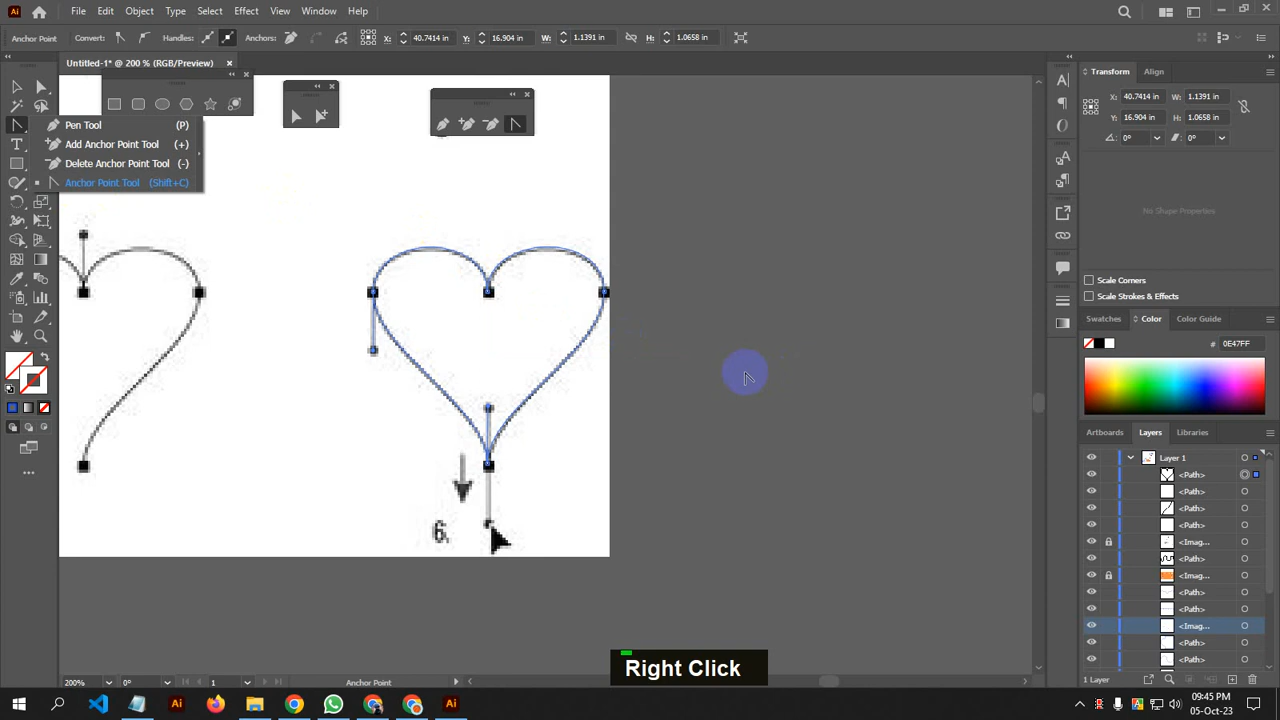 Ai File Edit Object Type Select Effect View Window Help
Anchor Point Convert: Handles: Anchors: X: 40.7414 in Y: 16.904 in W: 1.1391 in H: 1.0658 in
Untitled-1* @ 200 % (RGB/Preview)
Pen Tool (P)
Add Anchor Point Tool (+)
Delete Anchor Point Tool (-)
Anchor Point Tool (Shift+C)
6.
Right Click
Transform Align
X: 40.7414 in W: 1.1391 in
Y: 16.904 in H: 1.0658 in
0° 0°
No Shape Properties
Scale Corners
Scale Strokes & Effects
Swatches Color Color Guide
# 0E47FF
Artboards Layers Libraries
Layer 1
<Path>
<Path>
<Path>
<Path>
<Imag...
<Path>
<Imag...
<Path>
<Path>
<Imag...
<Path>
<Path>
1 Layer
200% 0° 1 Anchor Point
Ai Ai
09:45 PM
05-Oct-23